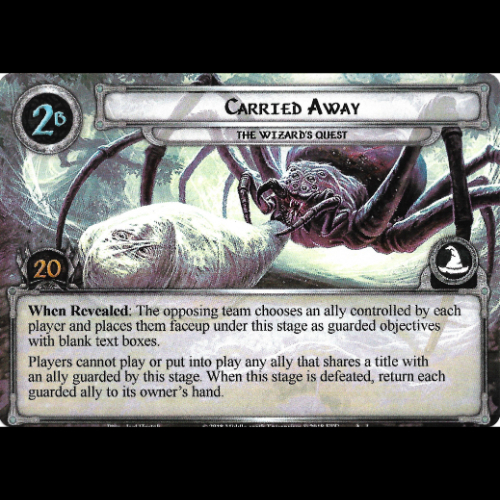 2B
CARRIED AWAY
THE WIZARD'S QUEST
20
When Revealed: The opposing team chooses an ally controlled by each
player and places them faceup under this stage as guarded objectives
with blank text boxes.
Players cannot play or put into play any ally that shares a title with
an ally guarded by this stage. When this stage is defeated, return each
guarded ally to its owner's hand.